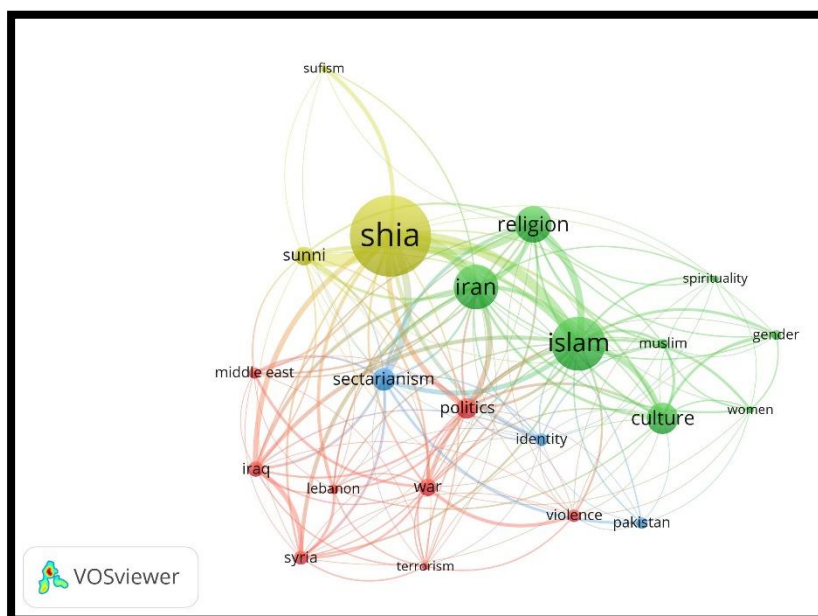 sufism
shia
religion
sunni
iran
spirituality
islam
muslim
gender
middle east
sectarianism
politics
culture
women
identity
iraq
lebanon
war
violence
pakistan
syria
terrorism
VOSviewer